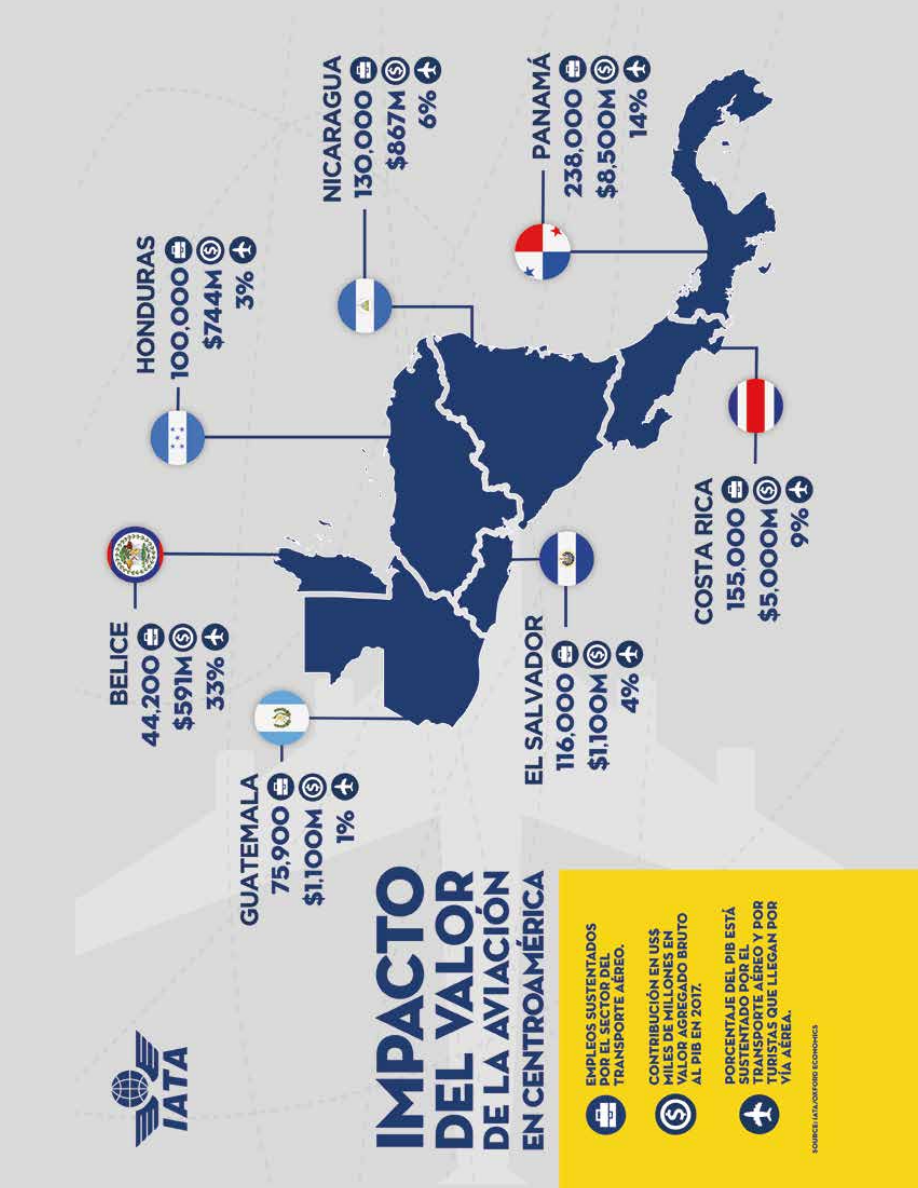 IATA
IMPACTO
DEL VALOR
DE LA AVIACIÓN
EN CENTROAMÉRICA
GUATEMALA
75,900
$1,100M
1%
BELICE
44,200
$591M
33%
HONDURAS
100,000
$744M
3%
NICARAGUA
130,000
$867M
6%
EL SALVADOR
116,000
$1,100M
4%
COSTA RICA
155,000
$5,000M
9%
PANAMÁ
238,000
$8,500M
14%
EMPLEOS SUSTENTADOS
POR EL SECTOR DEL
TRANSPORTE AÉREO.
CONTRIBUCIÓN EN US$
MILES DE MILLONES EN
VALOR AGREGADO BRUTO
AL PIB EN 2017.
PORCENTAJE DEL PIB ESTÁ
SUSTENTADO POR EL
TRANSPORTE AÉREO Y POR
TURISTAS QUE LLEGAN POR
VÍA AÉREA.
SOURCE: IATA/OXFORD ECONOMICS